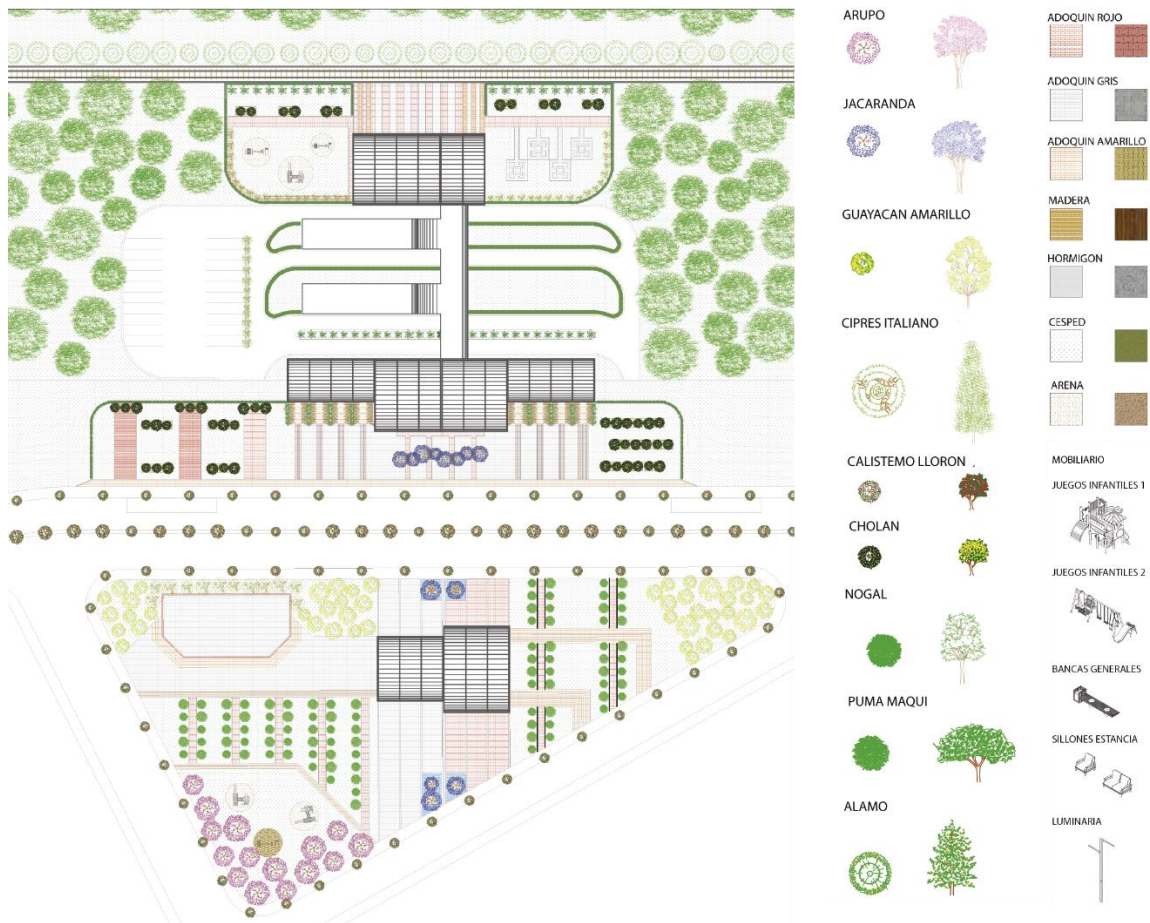 ARUPO
JACARANDA
GUAYACAN AMARILLO
CIPRES ITALIANO
CALISTEMO LLORON
CHOLAN
NOGAL
PUMA MAQUI
ALAMO
ADOQUIN ROJO
ADOQUIN GRIS
ADOQUIN AMARILLO
MADERA
HORMIGON
CESPED
ARENA
MOBILIARIO
JUEGOS INFANTILES 1
JUEGOS INFANTILES 2
BANCAS GENERALES
SILLONES ESTANCIA
LUMINARIA